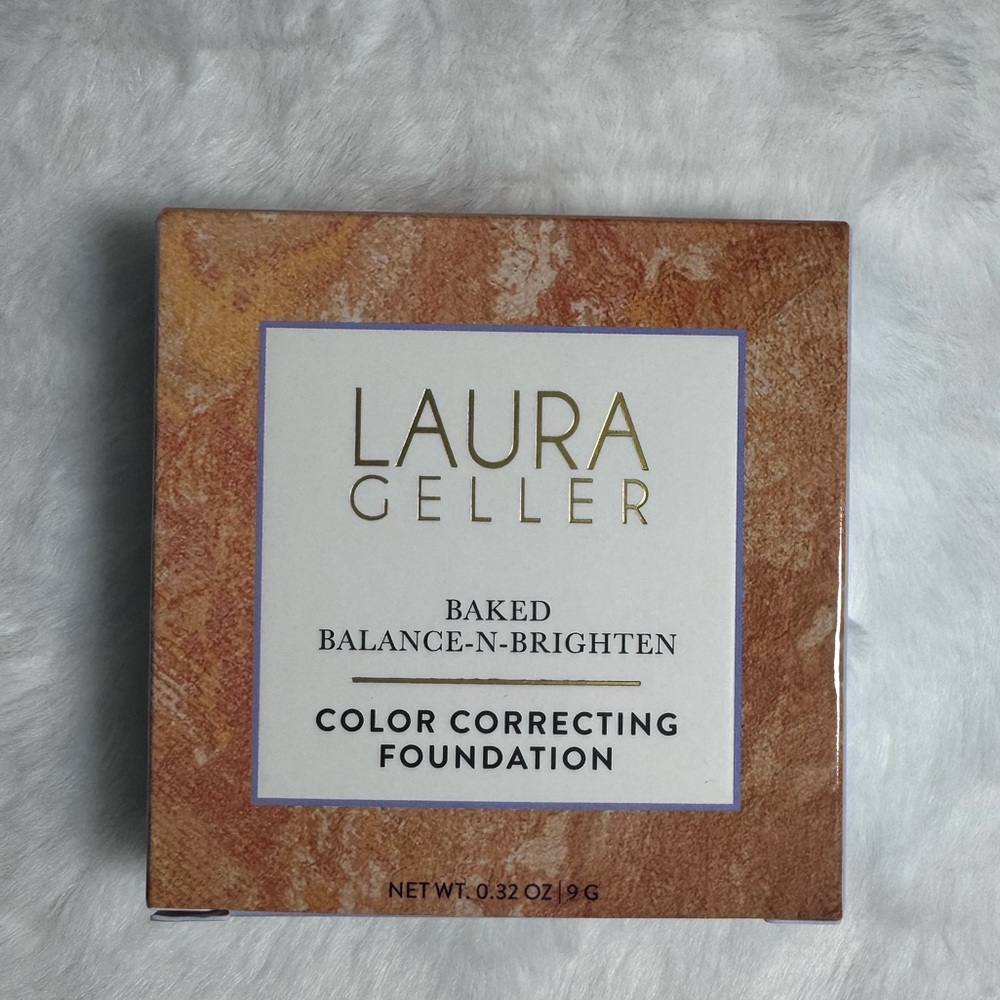 LAURA
GELLER
BAKED
BALANCE-N-BRIGHTEN
COLOR CORRECTING
FOUNDATION
NET WT. 0.32 OZ | 9 G